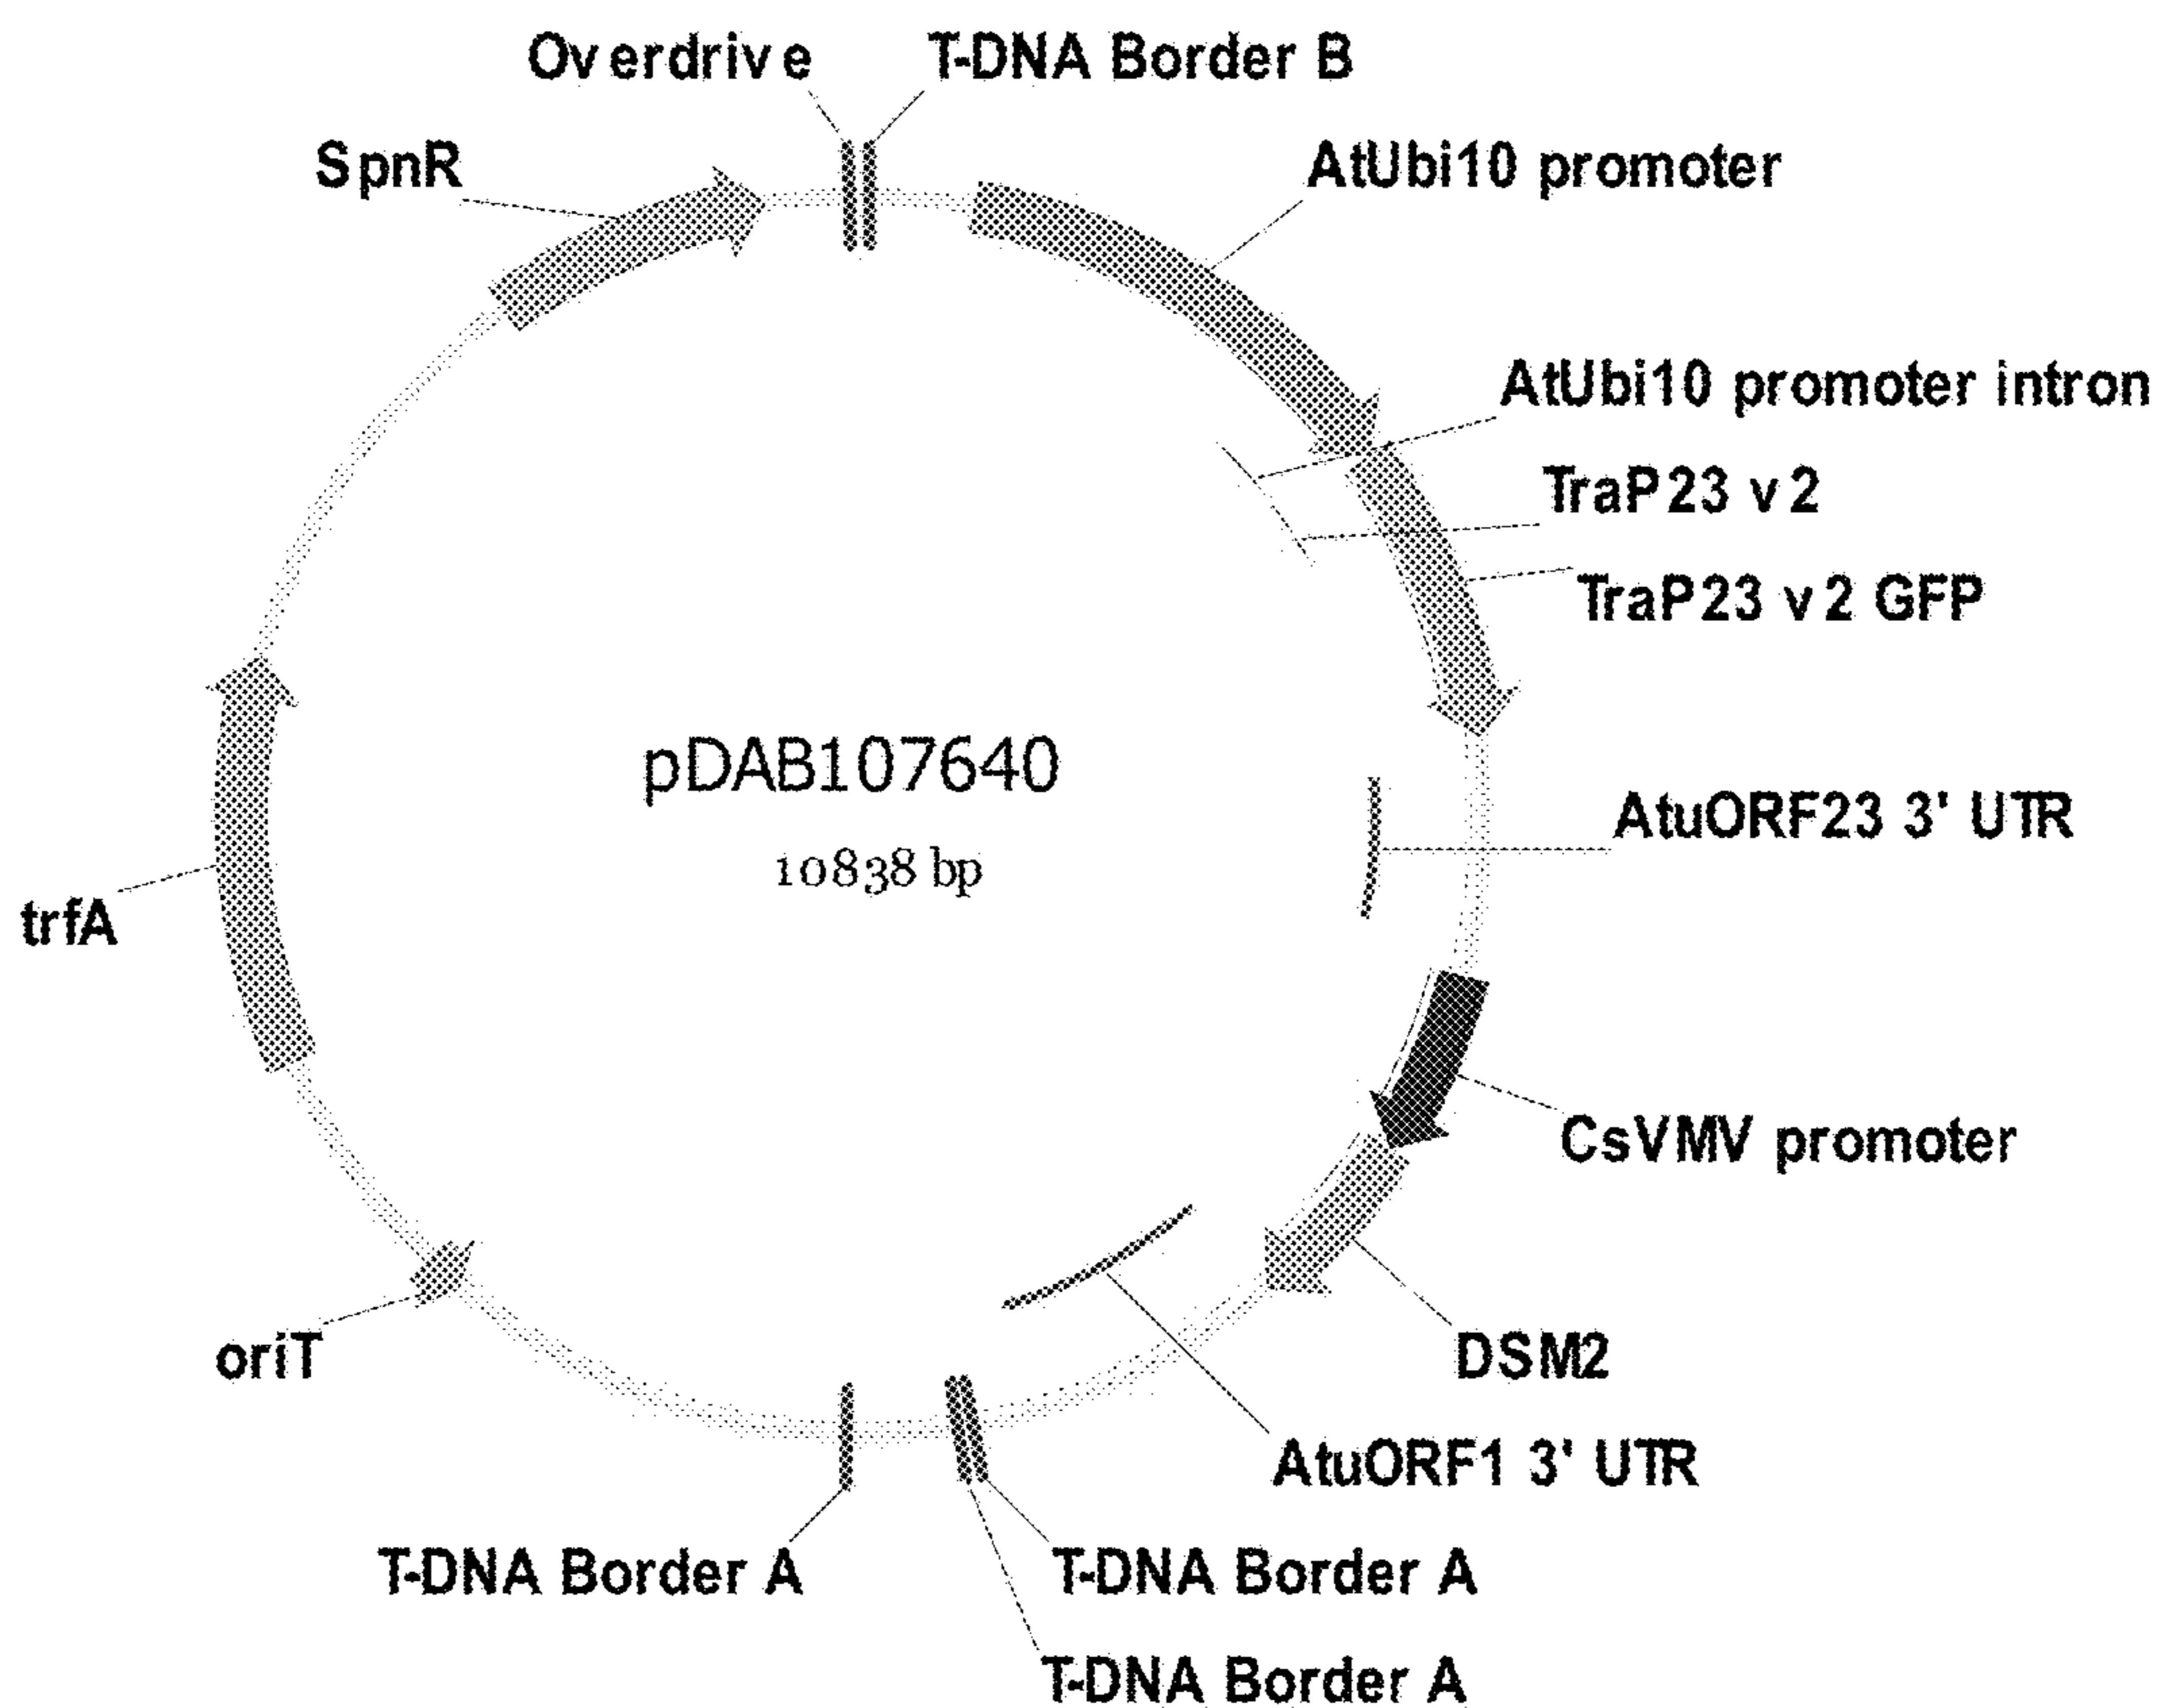 Overdrive
T-DNA Border B
SpnR
AtUbi10 promoter
AtUbi10 promoter intron
TraP23 v2
TraP23 v2 GFP
pDAB107640
10838 bp
AtuORF23 3' UTR
trfA
CsVMV promoter
oriT
DSM2
AtuORF1 3' UTR
T-DNA Border A
T-DNA Border A
T-DNA Border A